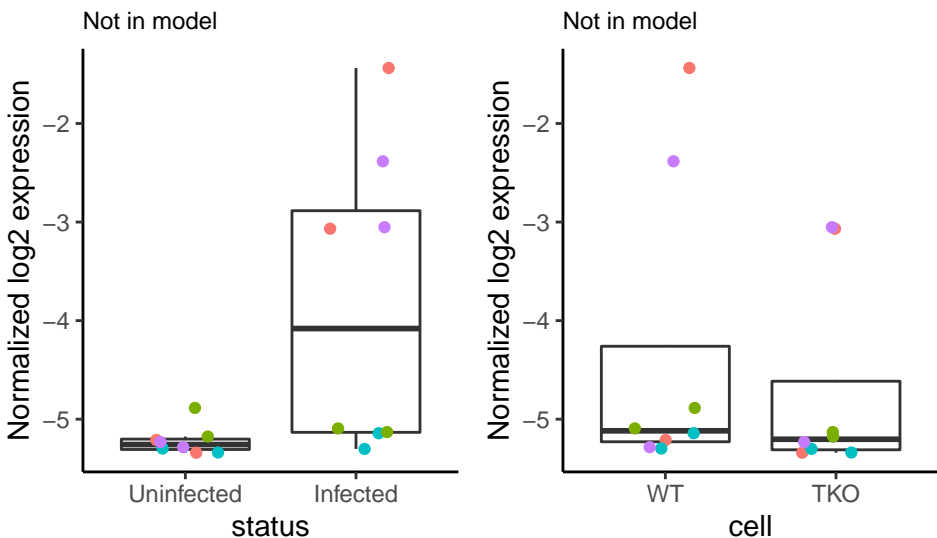 Not in model
Normalized log2 expression
−2
−3
−4
−5
Uninfected
Infected
status
Not in model
Normalized log2 expression
−2
−3
−4
−5
WT
TKO
cell